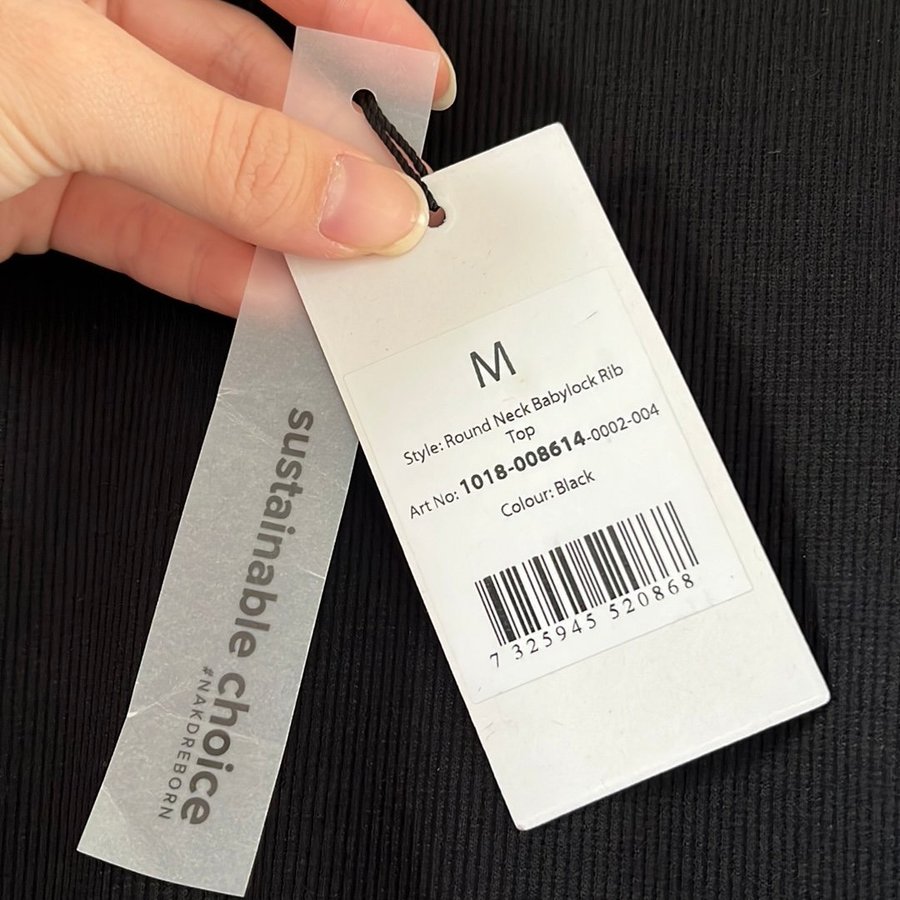 sustainable choice
#NAKDREBORN
M
Style: Round Neck Babylock Rib
Top
Art No: 1018-008614-0002-004
Colour: Black
7 325945 520868